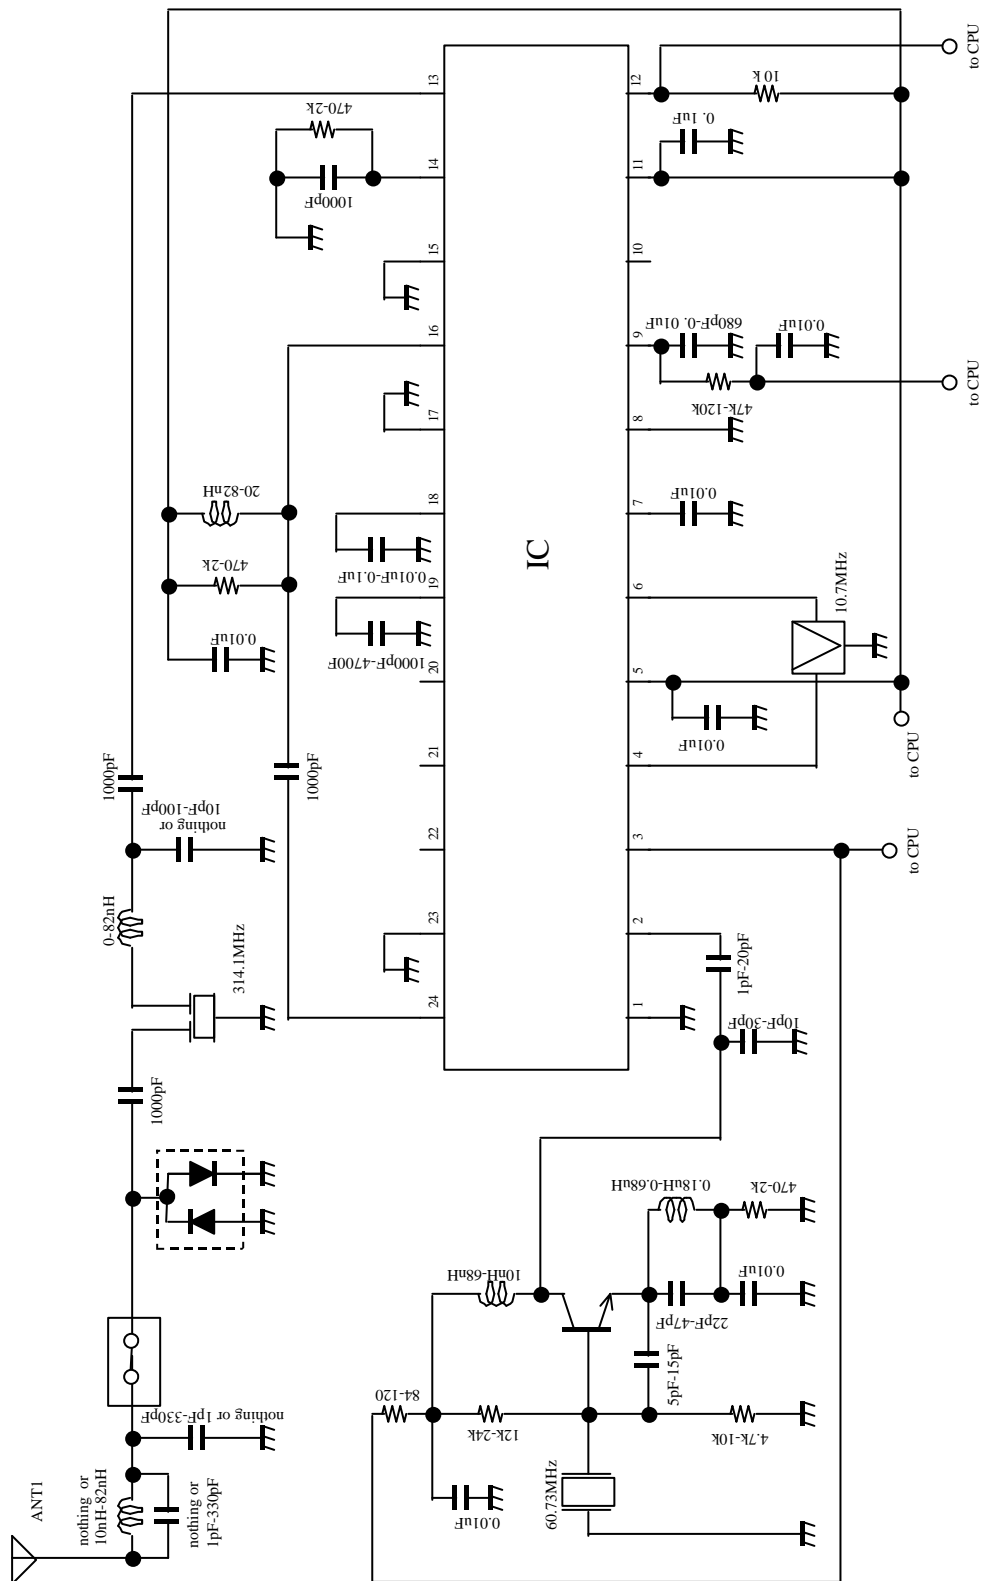 ANT1
nothing or
10nH-82nH
nothing or
1pF-330pF
nothing or 1pF-330pF
1000pF
314.1MHz
0-82nH
nothing or
10pF-100pF
1000pF
1000pF
0.01uF
470-2k
20-82nH
1000pF-4700F
0.01uF-0.1uF
1000pF
470-2k
24
23
22
21
20
19
18
17
16
15
14
13
IC
1
2
3
4
5
6
7
8
9
10
11
12
60.73MHz
0.01uF
84-120
12k-24k
4.7k-10k
10nH-68nH
5pF-15pF
22pF-47pF
0.01uF
0.18uH-0.68uH
470-2k
10pF-30pF
1pF-20pF
to CPU
0.01uF
to CPU
10.7MHz
0.01uF
47k-120k
680pF-0. 01uF
0.01uF
to CPU
0. 1uF
10 k
to CPU